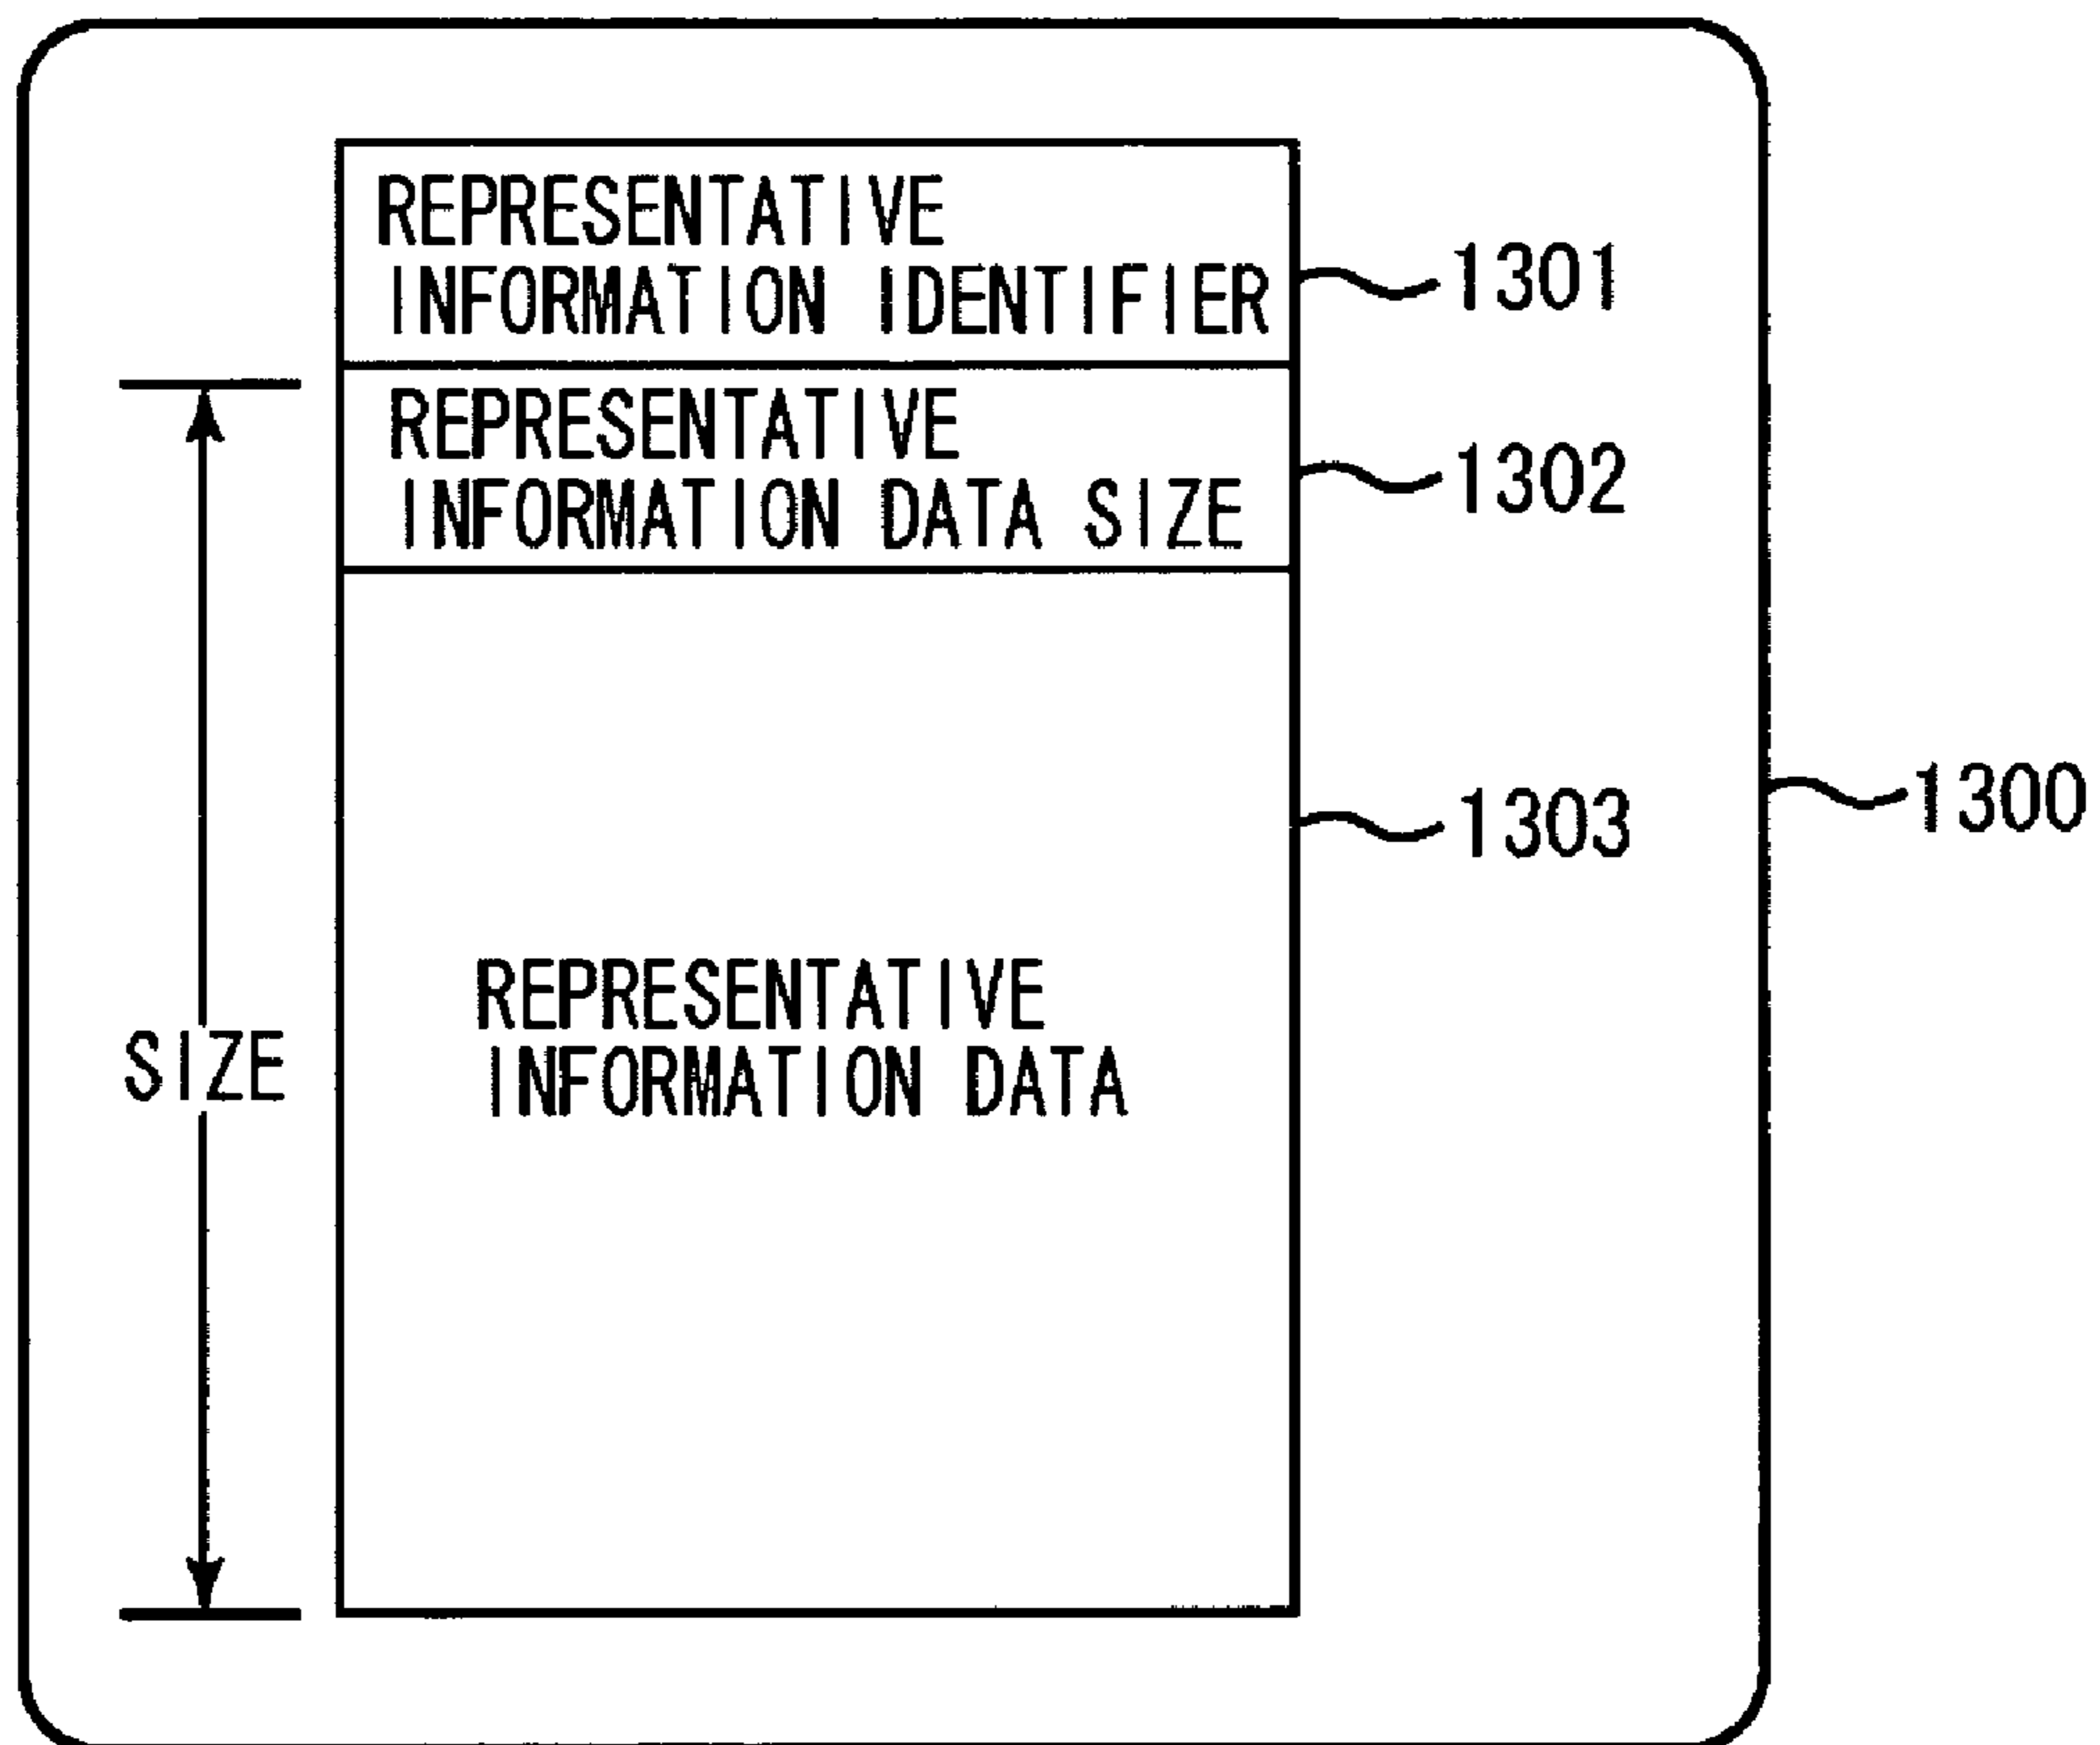 REPRESENTATIVE
INFORMATION IDENTIFIER
1301
REPRESENTATIVE
INFORMATION DATA SIZE
1302
1303
1300
REPRESENTATIVE
INFORMATION DATA
SIZE